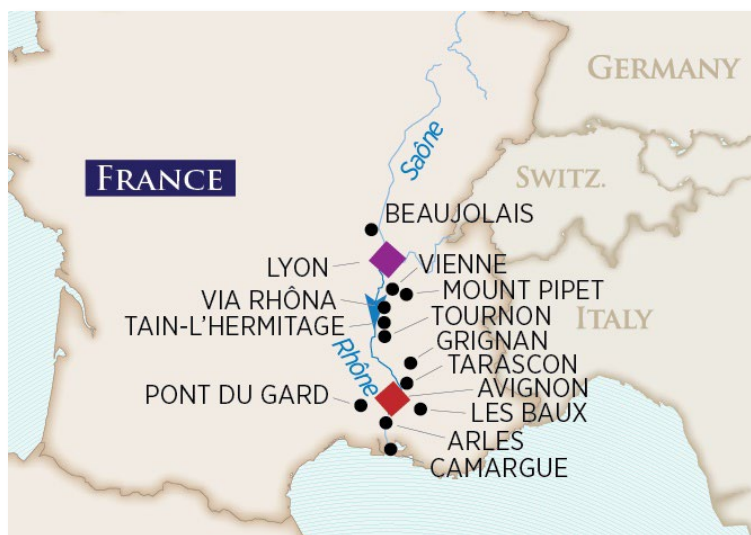 GERMANY
Saône
FRANCE
SWITZ.
BEAUJOLAIS
LYON
VIENNE
MOUNT PIPET
VIA RHÔNA
TAIN-L'HERMITAGE
TOURNON
ITALY
GRIGNAN
Rhône
TARASCON
AVIGNON
PONT DU GARD
LES BAUX
ARLES
CAMARGUE